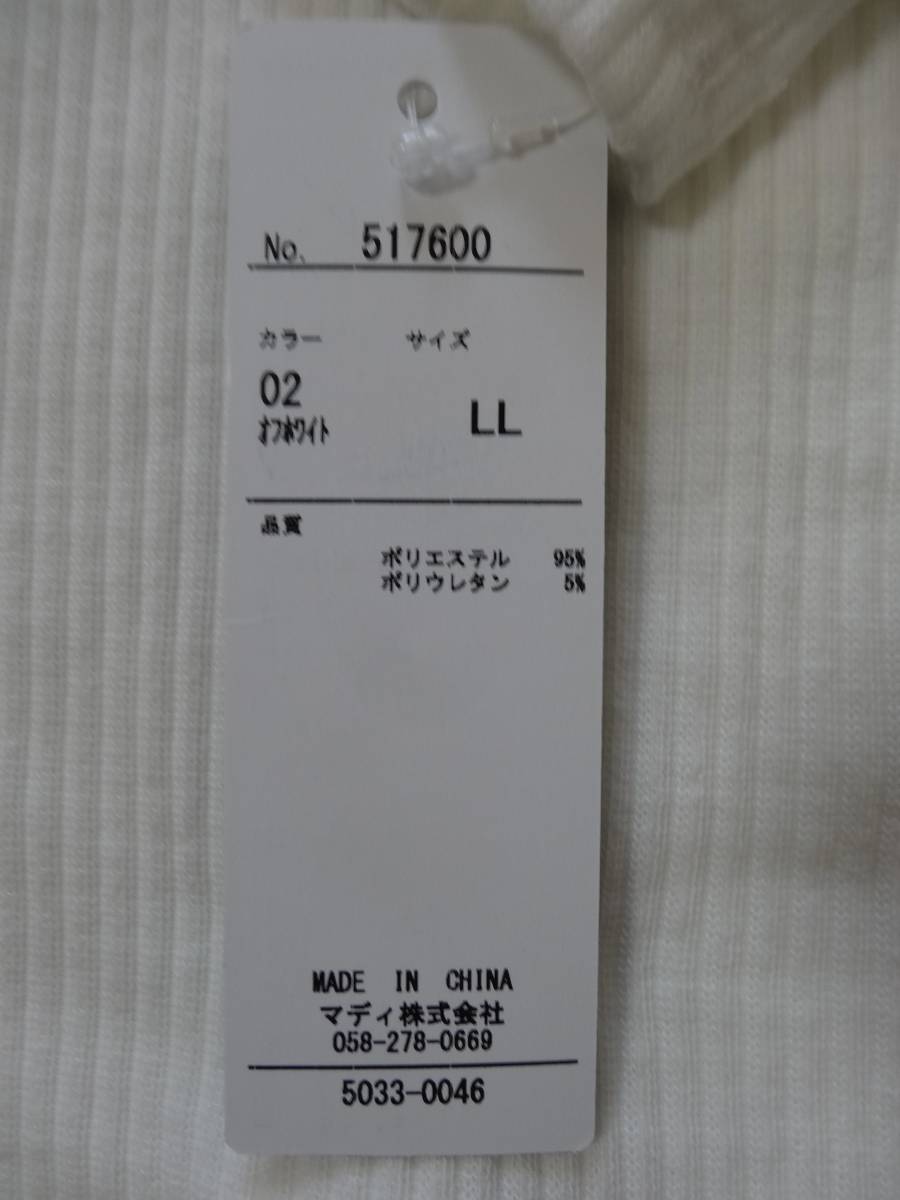 No. 517600
カラー サイズ
02
オフホワイト LL
品質
ポリエステル 95%
ポリウレタン 5%
MADE IN CHINA
マディ株式会社
058-278-0669
5033-0046